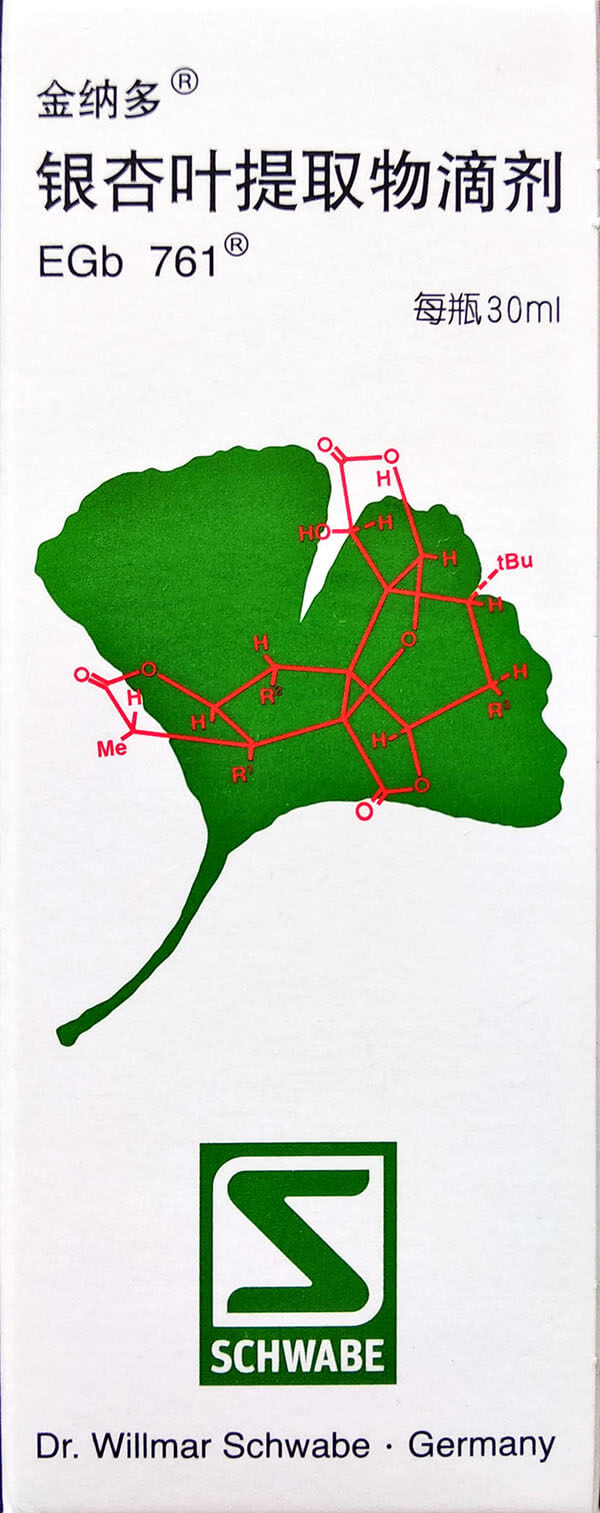 金纳多®
银杏叶提取物滴剂
EGb 761®
每瓶30ml
O
O
H
HO
H
H
tBu
H
O
H
O
O
H
R²
H
R³
H
H
Me
R¹
O
O
SCHWABE
Dr. Willmar Schwabe · Germany